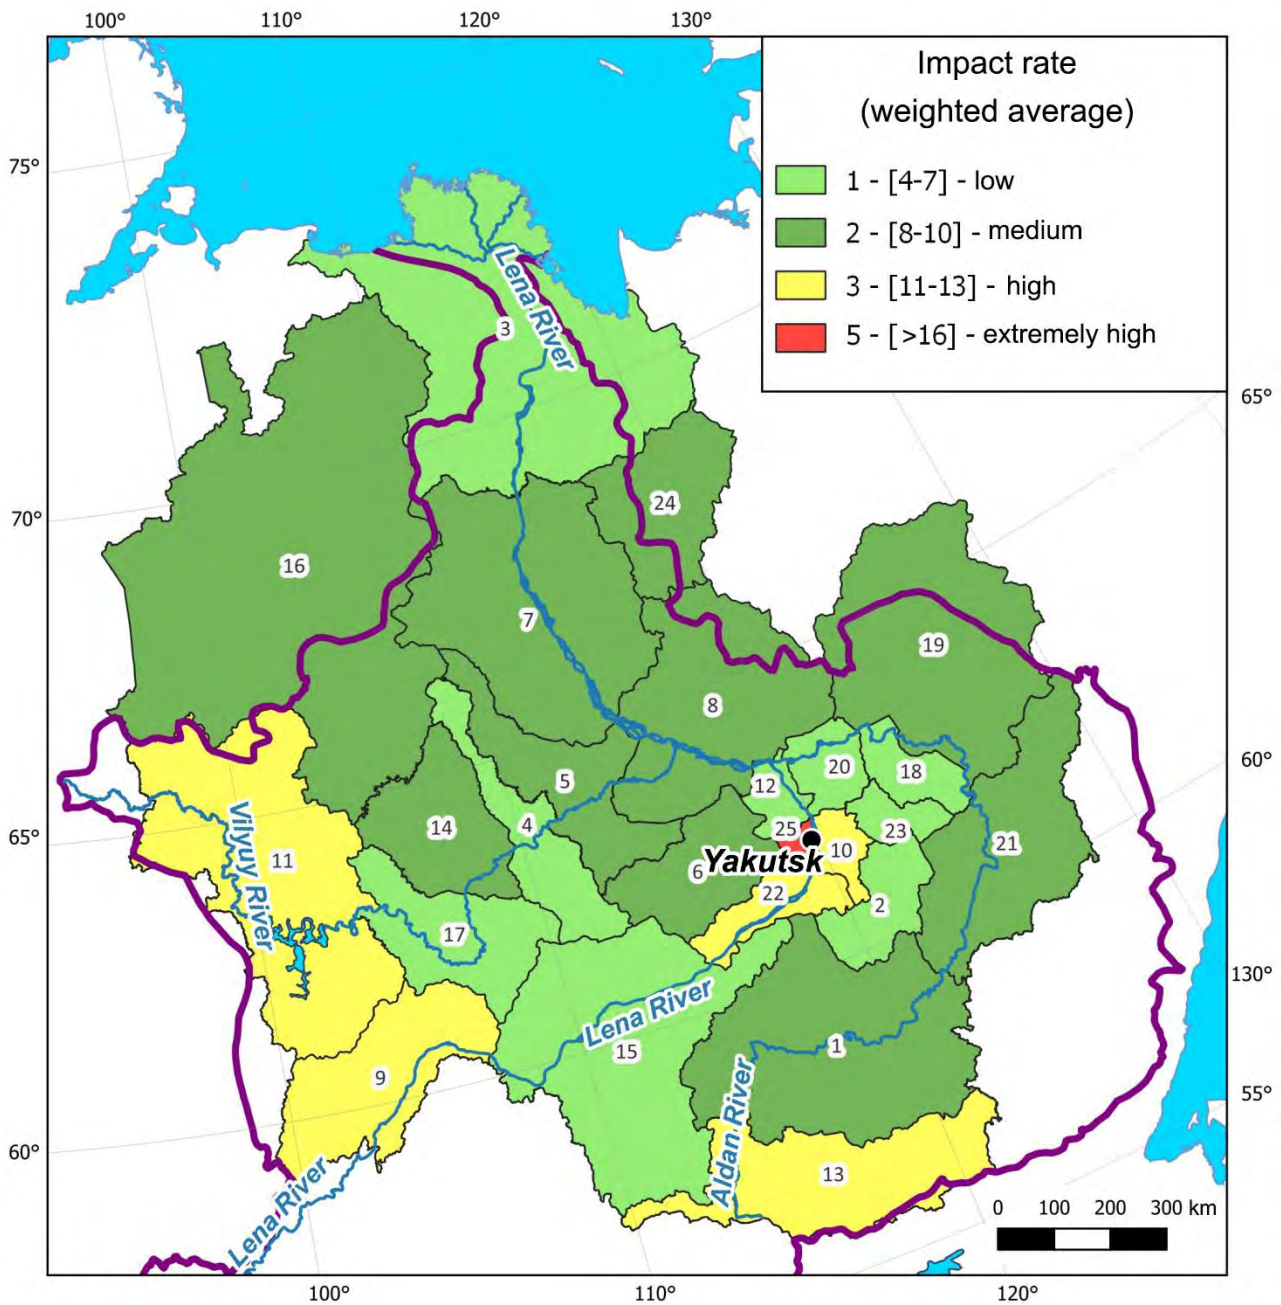 100° 110° 120° 130°
Impact rate
(weighted average)
1 - [4-7] - low
2 - [8-10] - medium
3 - [11-13] - high
5 - [>16] - extremely high
75°
Lena River
3
65°
24
70°
16
7
19
8
60°
20
18
5
12
14
4
25
23
65°
Vilyuy River
11
Yakutsk
10
21
6
22
2
17
130°
Lena River
15
1
9
55°
Aldan River
60°
13
Lena River
0 100 200 300 km
100° 110° 120°